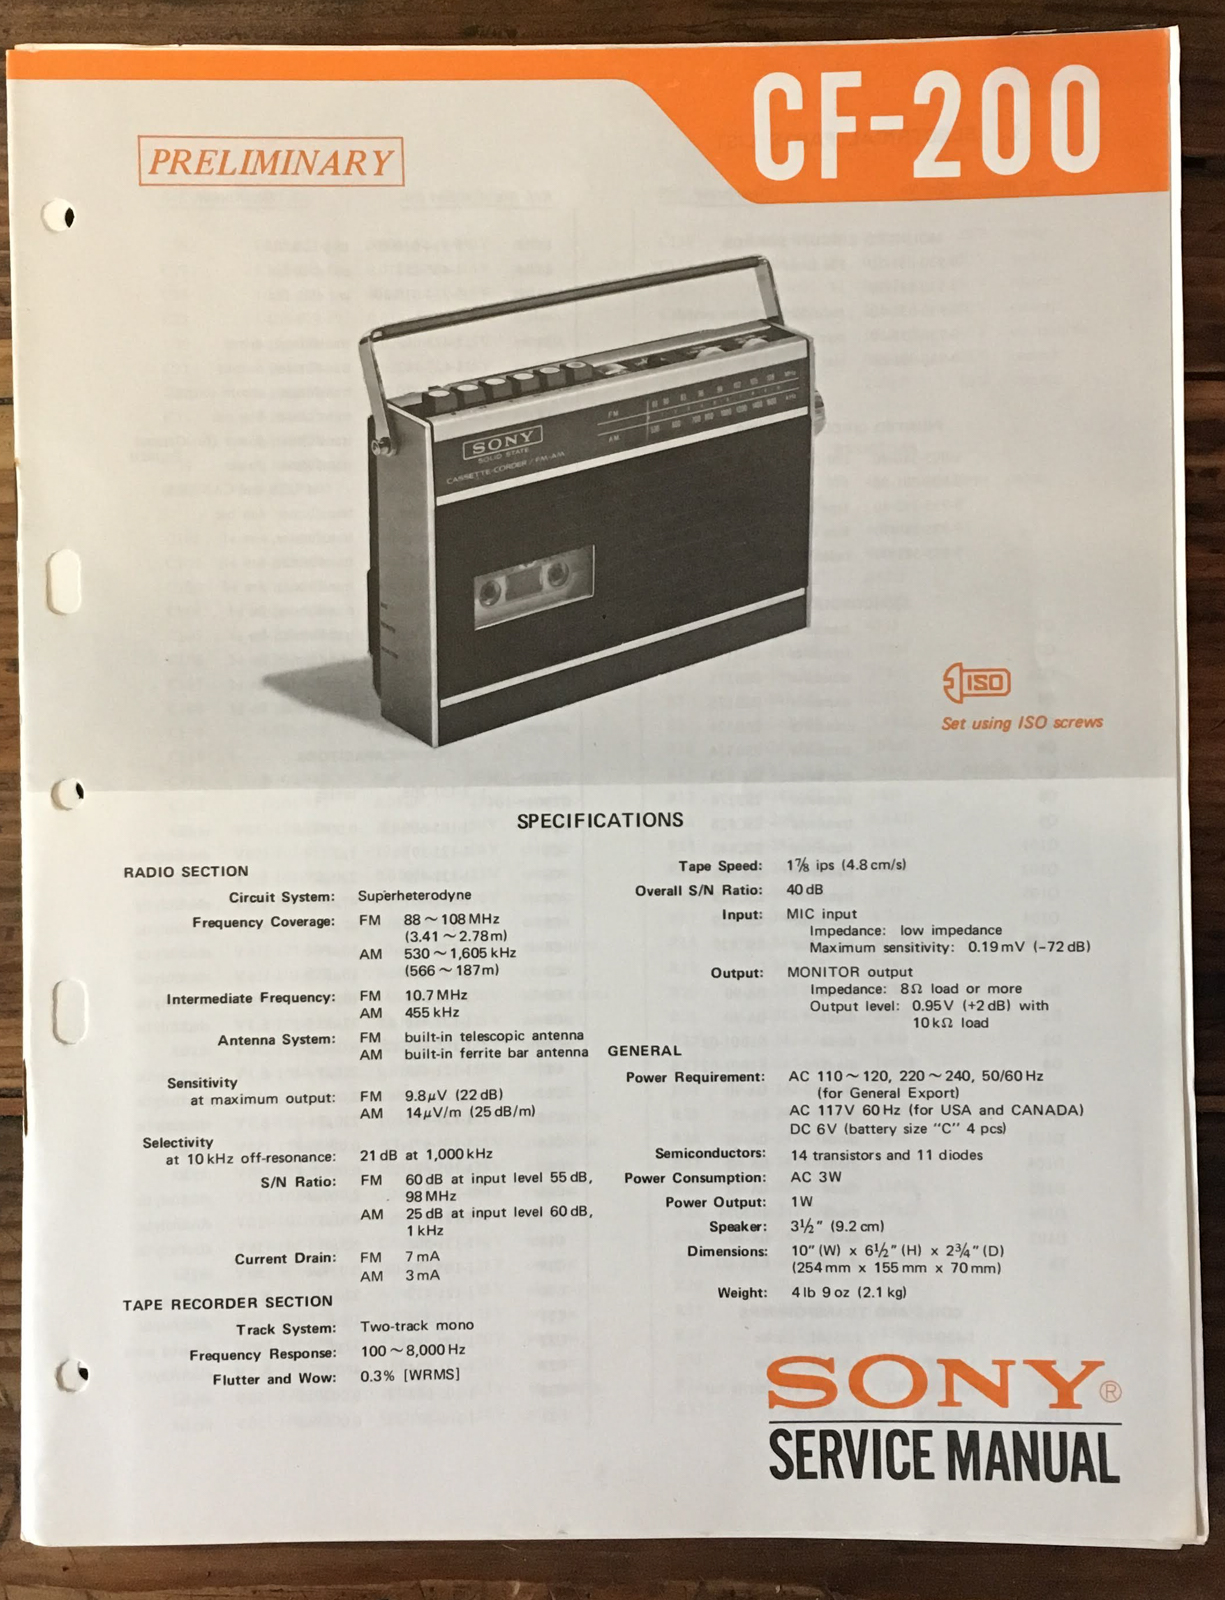 CF-200
PRELIMINARY
SONY
SOLID STATE
CASSETTE-CORDER / FM-AM
FM
MHz
AM
kHz
ISO
Set using ISO screws
SPECIFICATIONS
RADIO SECTION
Circuit System: Superheterodyne
Frequency Coverage: FM 88 ~ 108 MHz
(3.41 ~ 2.78m)
AM 530 ~ 1,605 kHz
(566 ~ 187m)
Intermediate Frequency: FM 10.7 MHz
AM 455 kHz
Antenna System: FM built-in telescopic antenna
AM built-in ferrite bar antenna
Sensitivity
at maximum output: FM 9.8μV (22 dB)
AM 14μV/m (25 dB/m)
Selectivity
at 10 kHz off-resonance: 21 dB at 1,000 kHz
S/N Ratio: FM 60 dB at input level 55 dB,
98 MHz
AM 25 dB at input level 60 dB,
1 kHz
Current Drain: FM 7 mA
AM 3 mA
TAPE RECORDER SECTION
Track System: Two-track mono
Frequency Response: 100 ~ 8,000 Hz
Flutter and Wow: 0.3% [WRMS]
Tape Speed: 1⅞ ips (4.8 cm/s)
Overall S/N Ratio: 40 dB
Input: MIC input
Impedance: low impedance
Maximum sensitivity: 0.19 mV (-72 dB)
Output: MONITOR output
Impedance: 8Ω load or more
Output level: 0.95 V (+2 dB) with
10 kΩ load
GENERAL
Power Requirement: AC 110 ~ 120, 220 ~ 240, 50/60 Hz
(for General Export)
AC 117V 60 Hz (for USA and CANADA)
DC 6V (battery size "C" 4 pcs)
Semiconductors: 14 transistors and 11 diodes
Power Consumption: AC 3W
Power Output: 1W
Speaker: 3½" (9.2 cm)
Dimensions: 10" (W) x 6½" (H) x 2¾" (D)
(254 mm x 155 mm x 70 mm)
Weight: 4 lb 9 oz (2.1 kg)
SONY®
SERVICE MANUAL